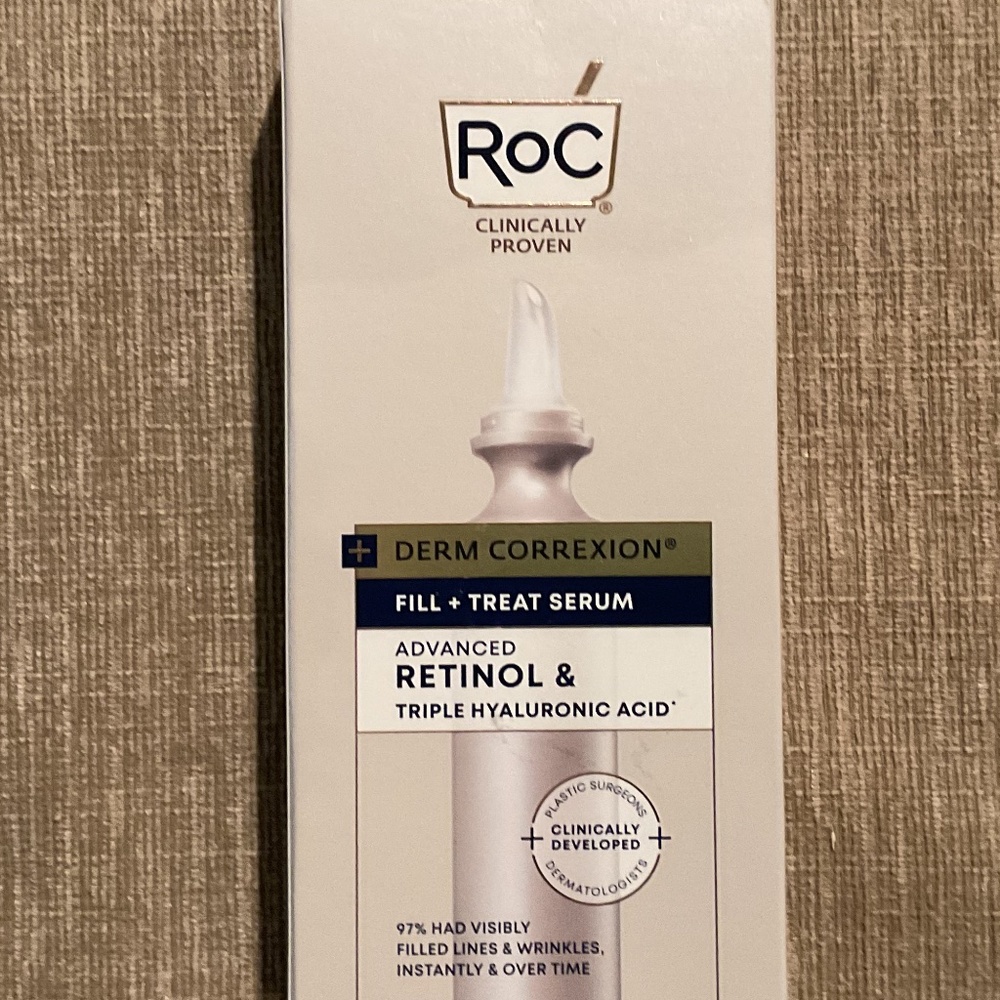 RoC®
CLINICALLY
PROVEN
+ DERM CORREXION®
FILL + TREAT SERUM
ADVANCED
RETINOL &
TRIPLE HYALURONIC ACID*
PLASTIC SURGEONS
+ CLINICALLY +
DEVELOPED
DERMATOLOGISTS
97% HAD VISIBLY
FILLED LINES & WRINKLES,
INSTANTLY & OVER TIME